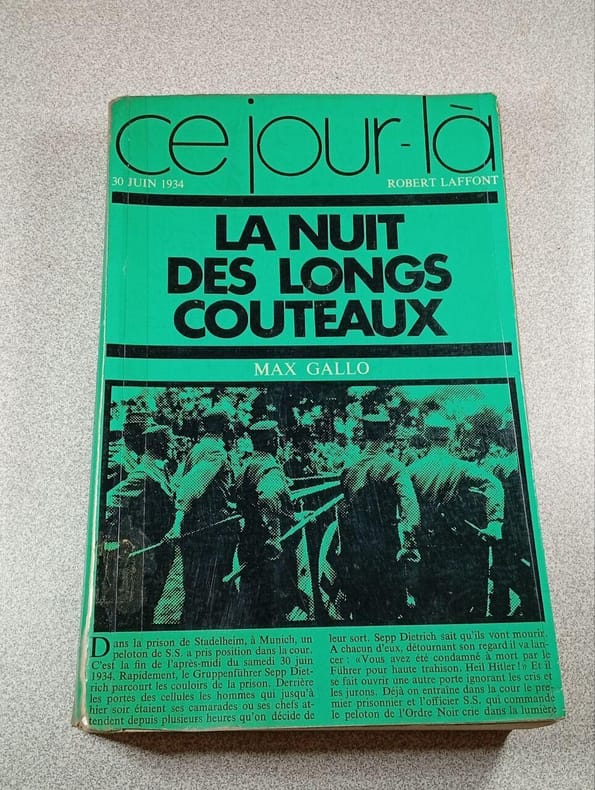 ce jour-là
30 JUIN 1934 ROBERT LAFFONT
LA NUIT
DES LONGS
COUTEAUX
MAX GALLO
Dans la prison de Stadelheim, à Munich, un
peloton de S.S. a pris position dans la cour.
C'est la fin de l'après-midi du samedi 30 juin
1934. Rapidement, le Gruppenführer Sepp Diet-
rich parcourt les couloirs de la prison. Derrière
les portes des cellules les hommes qui jusqu'à
hier soir étaient ses camarades ou ses chefs at-
tendent depuis plusieurs heures qu'on décide de
leur sort. Sepp Dietrich sait qu'ils vont mourir.
A chacun d'eux, détournant son regard il va lan-
cer : «Vous avez été condamné à mort par le
Führer pour haute trahison. Heil Hitler!» Et il
se fait ouvrir une autre porte ignorant les cris et
les jurons. Déjà on entraîne dans la cour le pre-
mier prisonnier et l'officier S.S. qui commande
le peloton de l'Ordre Noir crie dans la lumière